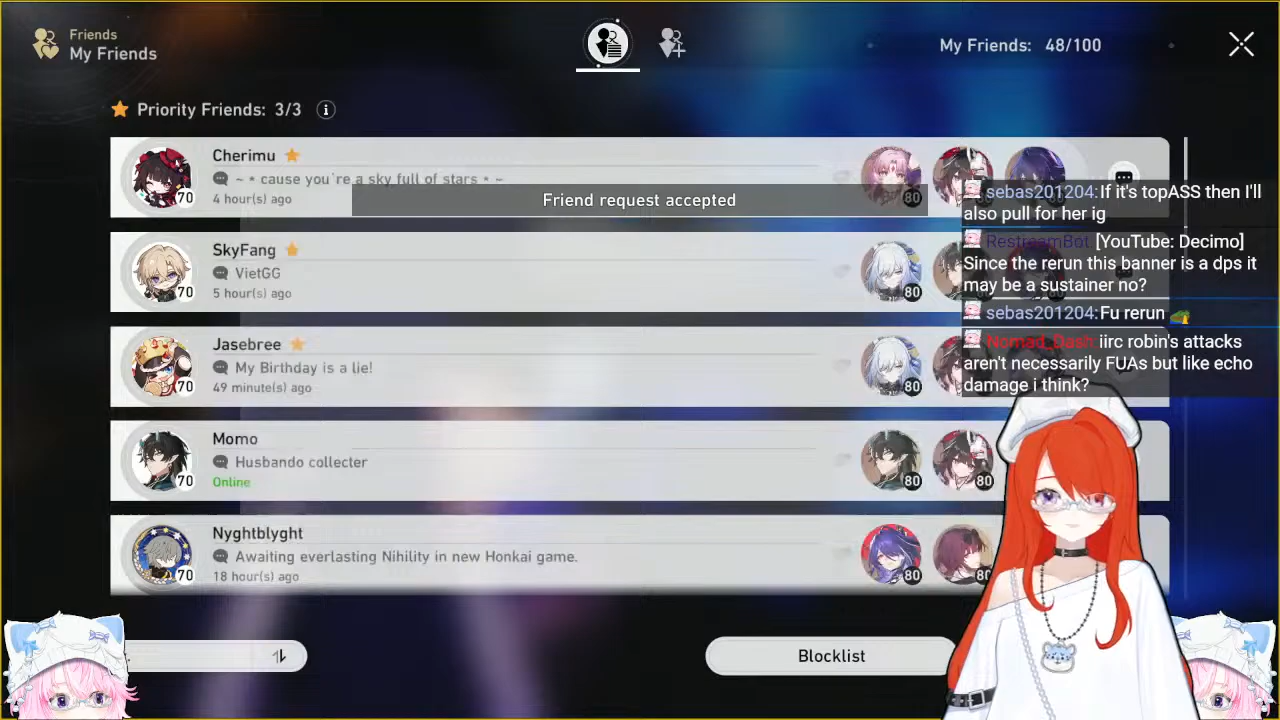 Friends
My Friends
My Friends: 48/100
Priority Friends: 3/3
Cherimu
~ * cause you're a sky full of stars * ~
4 hour(s) ago
70
80
Friend request accepted
SkyFang
VietGG
5 hour(s) ago
70
80
Jasebree
My Birthday is a lie!
49 minute(s) ago
70
80
Momo
Husbando collecter
Online
70
80
80
Nyghtblyght
Awaiting everlasting Nihility in new Honkai game.
18 hour(s) ago
70
80
80
Blocklist
sebas201204:If it's topASS then I'll
also pull for her ig
RestreamBot [YouTube: Decimo]
Since the rerun this banner is a dps it
may be a sustainer no?
sebas201204:Fu rerun
Nomad_Dash:iirc robin's attacks
aren't necessarily FUAs but like echo
damage i think?